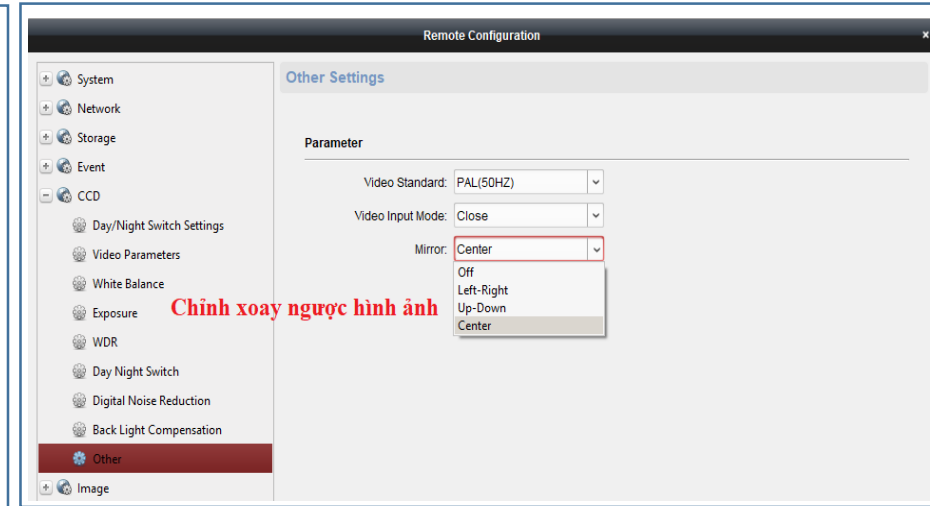 Remote Configuration
×
System
Network
Storage
Event
CCD
Day/Night Switch Settings
Video Parameters
White Balance
Exposure
WDR
Day Night Switch
Digital Noise Reduction
Back Light Compensation
Other
Image
Other Settings
Parameter
Video Standard: PAL(50HZ)
Video Input Mode: Close
Mirror: Center
Off
Left-Right
Up-Down
Center
Chỉnh xoay ngược hình ảnh